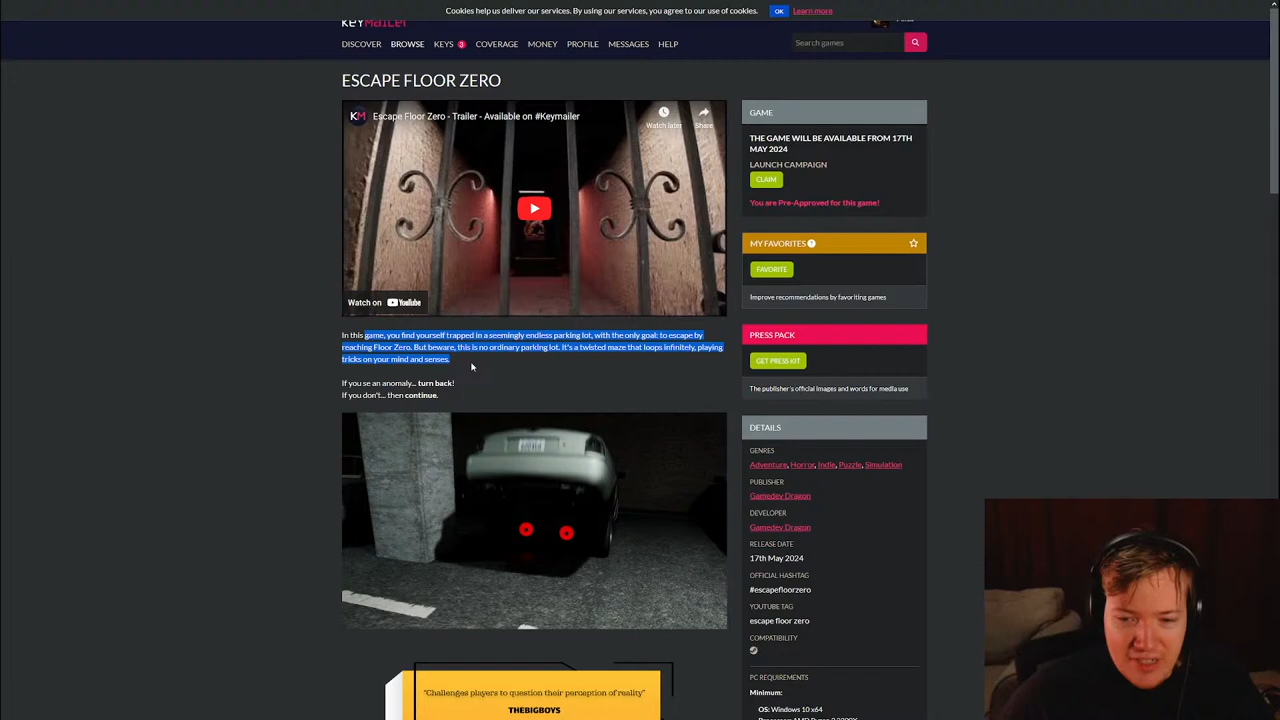 Cookies help us deliver our services. By using our services, you agree to our use of cookies. OK Learn more
KEYMAILER
DISCOVER BROWSE KEYS 3 COVERAGE MONEY PROFILE MESSAGES HELP
Search games
ESCAPE FLOOR ZERO
KM Escape Floor Zero - Trailer - Available on #Keymailer
Watch later Share
Watch on YouTube
In this game, you find yourself trapped in a seemingly endless parking lot, with the only goal: to escape by
reaching Floor Zero. But beware, this is no ordinary parking lot. It's a twisted maze that loops infinitely, playing
tricks on your mind and senses.
If you se an anomaly... turn back!
If you don't... then continue.
"Challenges players to question their perception of reality"
THEBIGBOYS
GAME
THE GAME WILL BE AVAILABLE FROM 17TH
MAY 2024
LAUNCH CAMPAIGN
CLAIM
You are Pre-Approved for this game!
MY FAVORITES ?
FAVORITE
Improve recommendations by favoriting games
PRESS PACK
GET PRESS KIT
The publisher's official images and words for media use
DETAILS
GENRES
Adventure, Horror, Indie, Puzzle, Simulation
PUBLISHER
Gamedev Dragon
DEVELOPER
Gamedev Dragon
RELEASE DATE
17th May 2024
OFFICIAL HASHTAG
#escapefloorzero
YOUTUBE TAG
escape floor zero
COMPATIBILITY
PC REQUIREMENTS
Minimum:
OS: Windows 10 x64